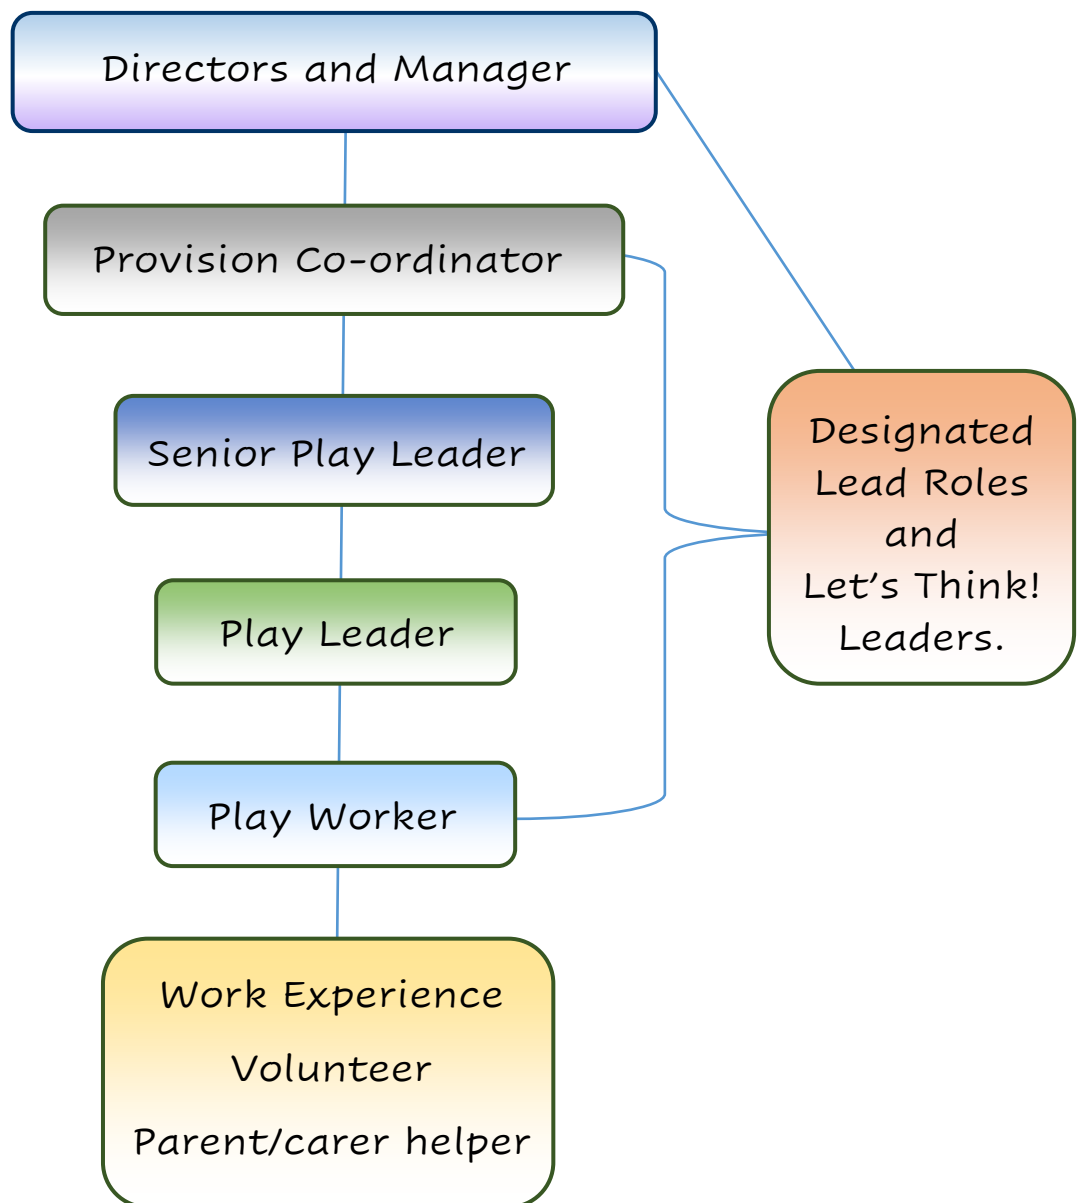 Directors and Manager
Provision Co-ordinator
Senior Play Leader
Play Leader
Play Worker
Work Experience
Volunteer
Parent/carer helper
Designated
Lead Roles
and
Let's Think!
Leaders.